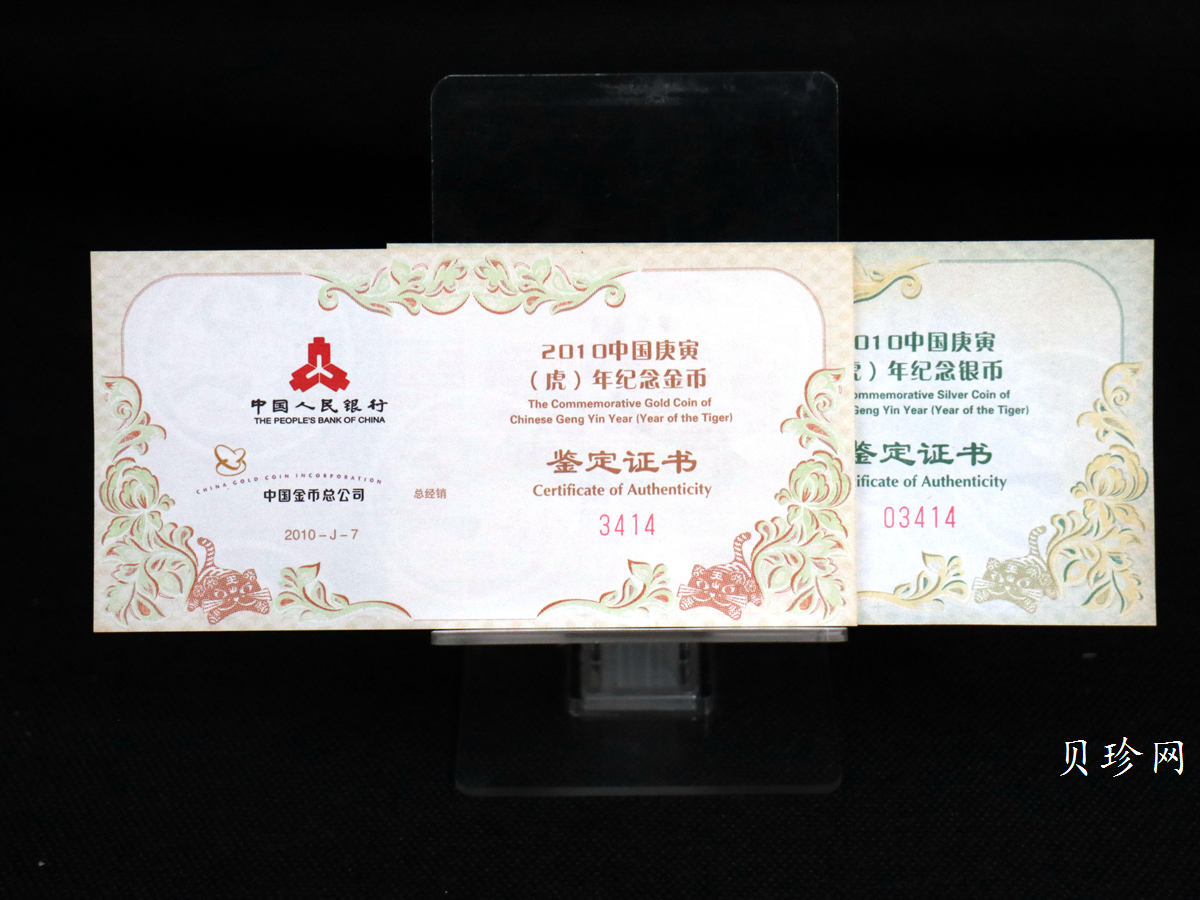 中国人民银行
THE PEOPLE'S BANK OF CHINA
CHINA GOLD COIN INCORPORATION
中国金币总公司
总经销
2010-J-7
2010中国庚寅
（虎）年纪念金币
The Commemorative Gold Coin of
Chinese Geng Yin Year (Year of the Tiger)
鉴定证书
Certificate of Authenticity
3414
010中国庚寅
）年纪念银币
ommemorative Silver Coin of
Geng Yin Year (Year of the Tiger)
鉴定证书
ificate of Authenticity
03414
贝珍网